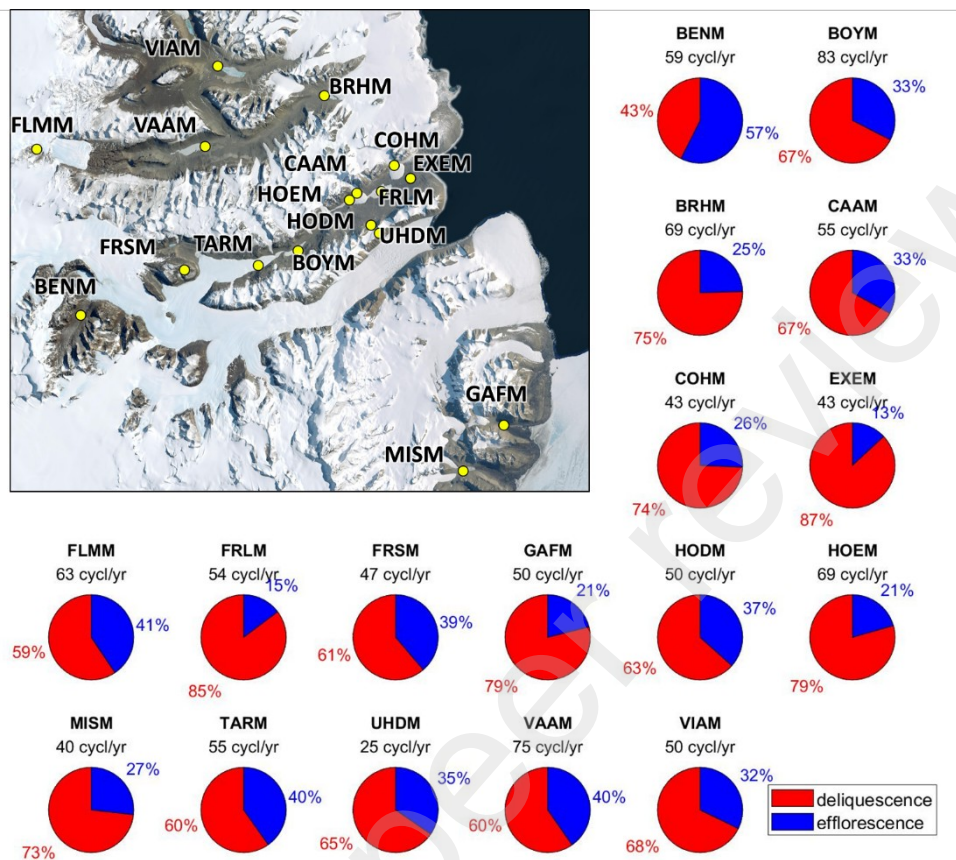 VIAM
BRHM
FLMM
VAAM
COHM
CAAM
EXEM
HOEM
FRLM
HODM
UHDM
FRSM
TARM
BOYM
BENM
GAFM
MISM
BENM
59 cycl/yr
43%
57%
BOYM
83 cycl/yr
33%
67%
BRHM
69 cycl/yr
25%
75%
CAAM
55 cycl/yr
33%
67%
COHM
43 cycl/yr
26%
74%
EXEM
43 cycl/yr
13%
87%
FLMM
63 cycl/yr
41%
59%
FRLM
54 cycl/yr
15%
85%
FRSM
47 cycl/yr
39%
61%
GAFM
50 cycl/yr
21%
79%
HODM
50 cycl/yr
37%
63%
HOEM
69 cycl/yr
21%
79%
MISM
40 cycl/yr
27%
73%
TARM
55 cycl/yr
40%
60%
UHDM
25 cycl/yr
35%
65%
VAAM
75 cycl/yr
40%
60%
VIAM
50 cycl/yr
32%
68%
deliquescence
efflorescence
peer review